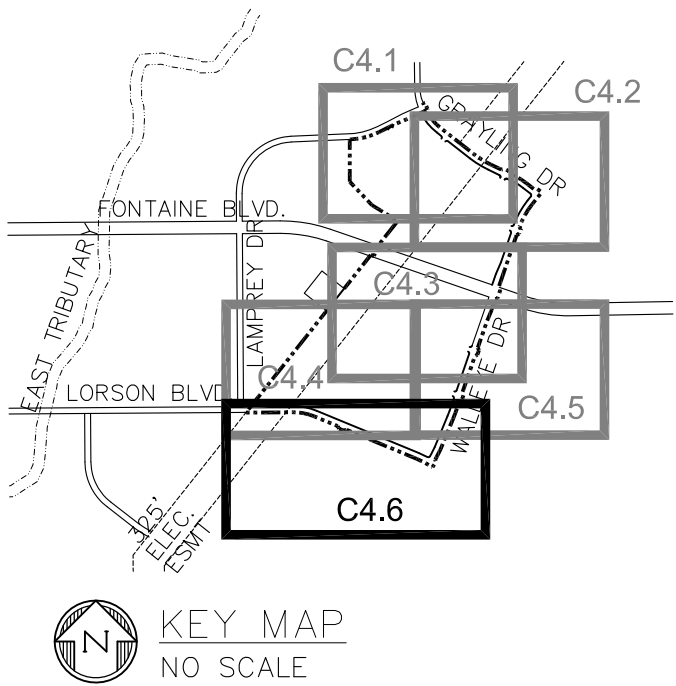 C4.1
C4.2
GRAYLING DR
FONTAINE BLVD.
EAST TRIBUTARY
LAMPREY DR
C4.3
WALLEYE DR
C4.4
LORSON BLVD
C4.5
C4.6
325'
ELEC.
ESMT
N
KEY MAP
NO SCALE